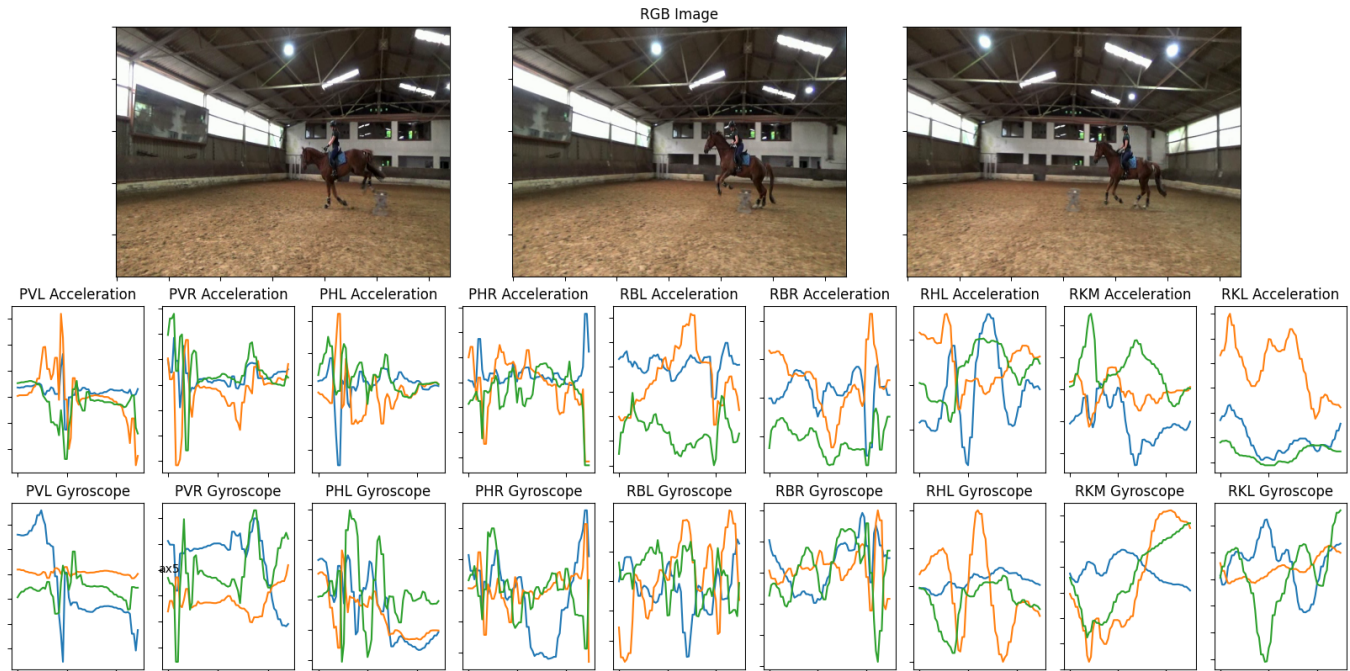 RGB Image
PVL Acceleration
PVR Acceleration
PHL Acceleration
PHR Acceleration
RBL Acceleration
RBR Acceleration
RHL Acceleration
RKM Acceleration
RKL Acceleration
PVL Gyroscope
PVR Gyroscope
PHL Gyroscope
PHR Gyroscope
RBL Gyroscope
RBR Gyroscope
RHL Gyroscope
RKM Gyroscope
RKL Gyroscope
ax5